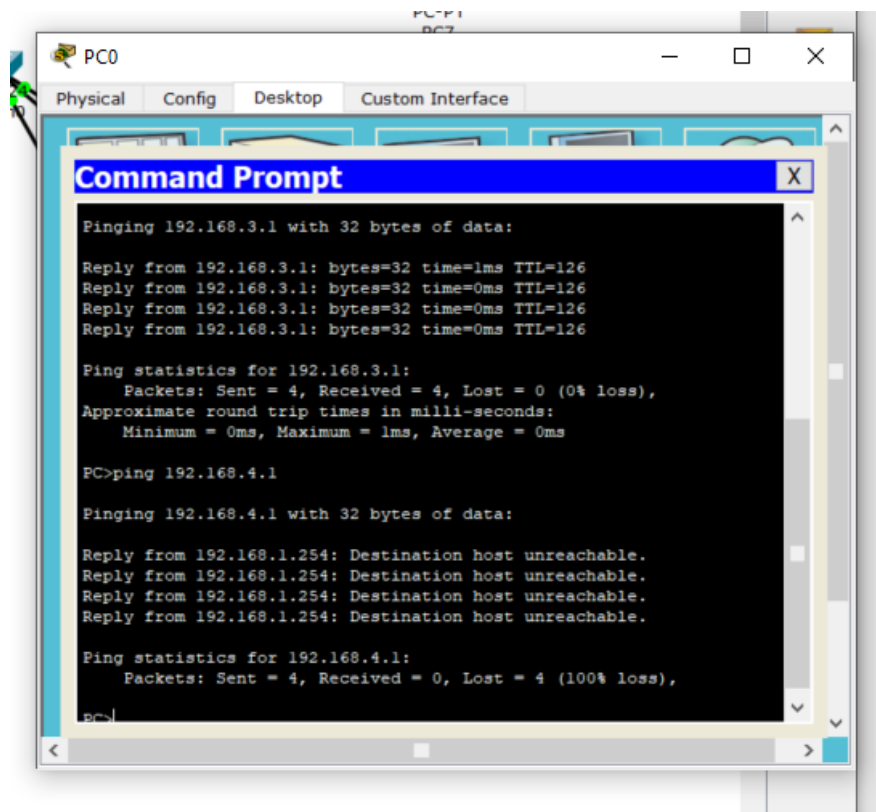 PC-PT
PC7
PC0
Physical Config Desktop Custom Interface
Command Prompt X
Pinging 192.168.3.1 with 32 bytes of data:
Reply from 192.168.3.1: bytes=32 time=1ms TTL=126
Reply from 192.168.3.1: bytes=32 time=0ms TTL=126
Reply from 192.168.3.1: bytes=32 time=0ms TTL=126
Reply from 192.168.3.1: bytes=32 time=0ms TTL=126
Ping statistics for 192.168.3.1:
Packets: Sent = 4, Received = 4, Lost = 0 (0% loss),
Approximate round trip times in milli-seconds:
Minimum = 0ms, Maximum = 1ms, Average = 0ms
PC>ping 192.168.4.1
Pinging 192.168.4.1 with 32 bytes of data:
Reply from 192.168.1.254: Destination host unreachable.
Reply from 192.168.1.254: Destination host unreachable.
Reply from 192.168.1.254: Destination host unreachable.
Reply from 192.168.1.254: Destination host unreachable.
Ping statistics for 192.168.4.1:
Packets: Sent = 4, Received = 0, Lost = 4 (100% loss),
PC>